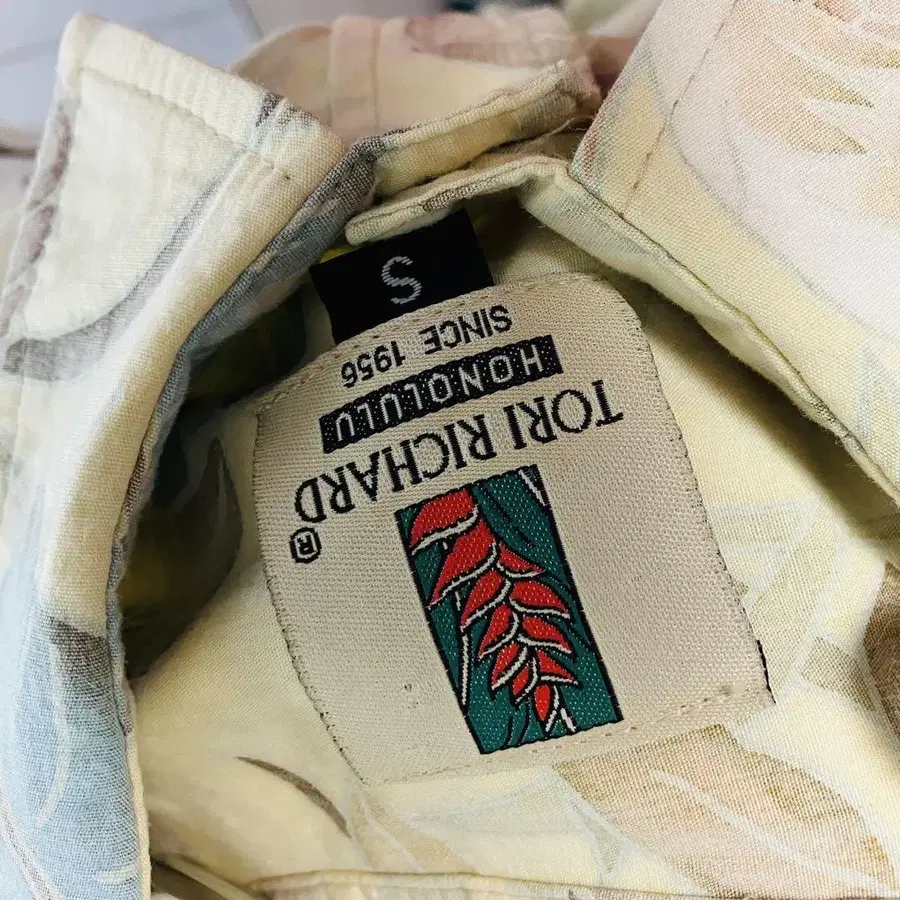 TORI RICHARD®
HONOLULU
SINCE 1956
S